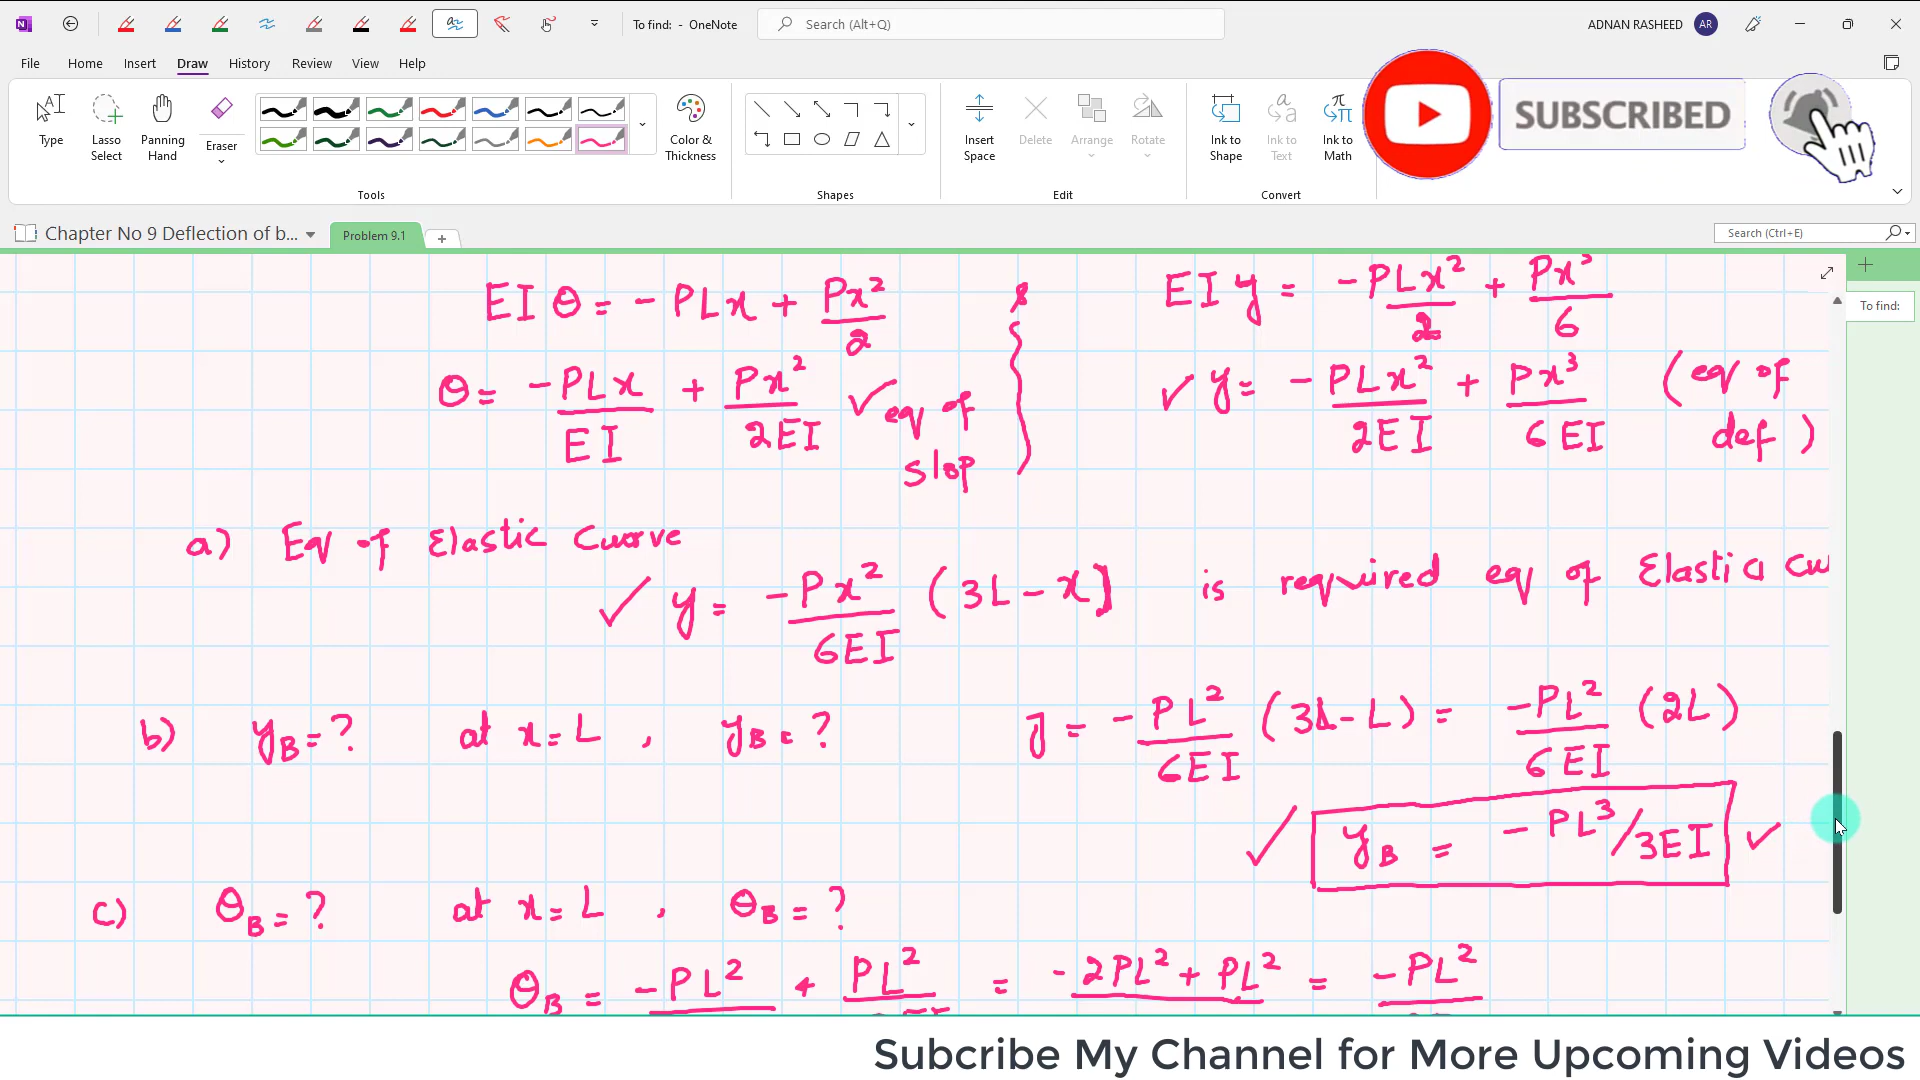 To find: - OneNote
Search (Alt+Q)
ADNAN RASHEED
AR
File Home Insert Draw History Review View Help
Type
Lasso Select
Panning Hand
Eraser
Color & Thickness
Insert Space
Delete
Arrange
Rotate
Ink to Shape
Ink to Text
Ink to Math
SUBSCRIBED
Tools
Shapes
Edit
Convert
Chapter No 9 Deflection of b...
Problem 9.1
Search (Ctrl+E)
To find:
EIθ = -PLx + Px²/2
EIy = -PLx²/2 + Px³/6
θ = -PLx/EI + Px²/2EI ✓ eq of slop
✓ y = -PLx²/2EI + Px³/6EI (eq of def)
a) Eq of Elastic Curve
✓ y = -Px²/6EI (3L-x] is required eq of Elastic Cu
b) yB = ? at x = L , yB = ?
y = -PL²/6EI (3L-L) = -PL²/6EI (2L)
✓ yB = -PL³/3EI ✓
c) θB = ? at x = L , θB = ?
θB = -PL² + PL² = -2PL² + PL² = -PL²
Subcribe My Channel for More Upcoming Videos